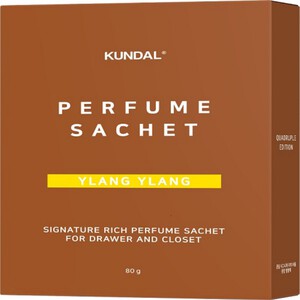 KUNDAL®
PERFUME
SACHET
YLANG YLANG
SIGNATURE RICH PERFUME SACHET
FOR DRAWER AND CLOSET
80 g
QUADRUPLE
EDITION